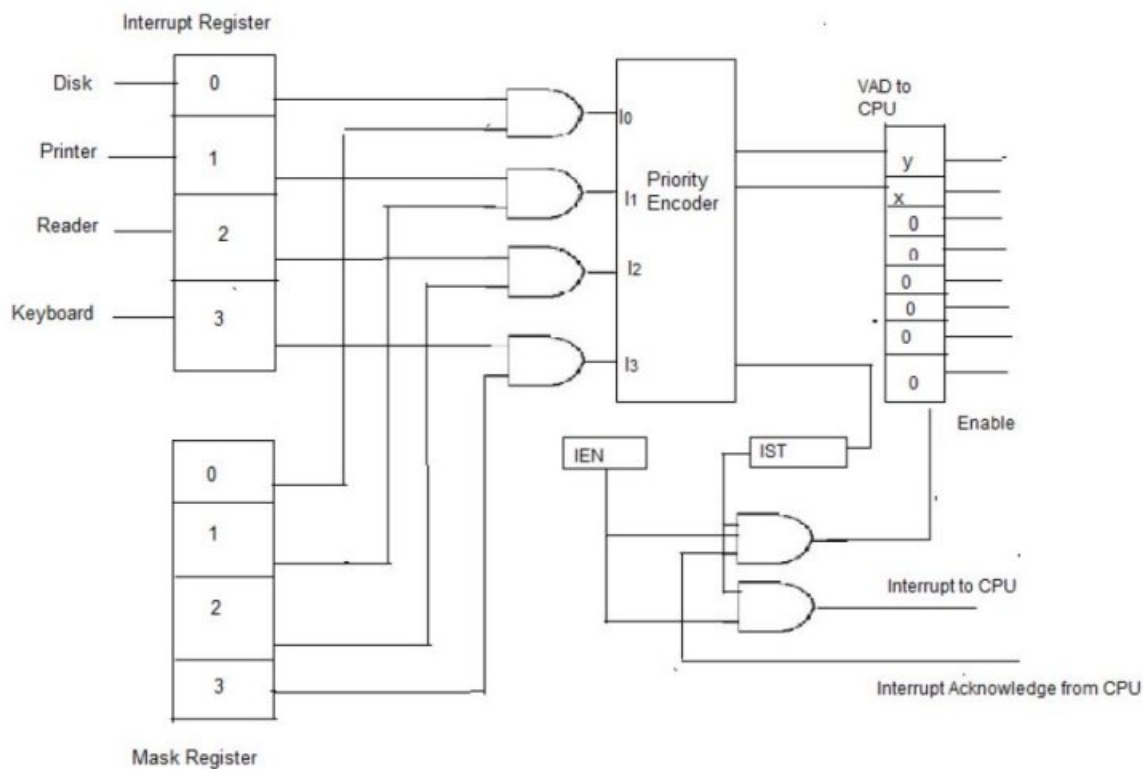 Interrupt Register
Disk
0
Printer
1
Reader
2
Keyboard
3
I0
I1
I2
I3
Priority
Encoder
VAD to
CPU
y
x
0
0
0
0
0
0
Enable
IEN
IST
0
1
2
3
Mask Register
Interrupt to CPU
Interrupt Acknowledge from CPU